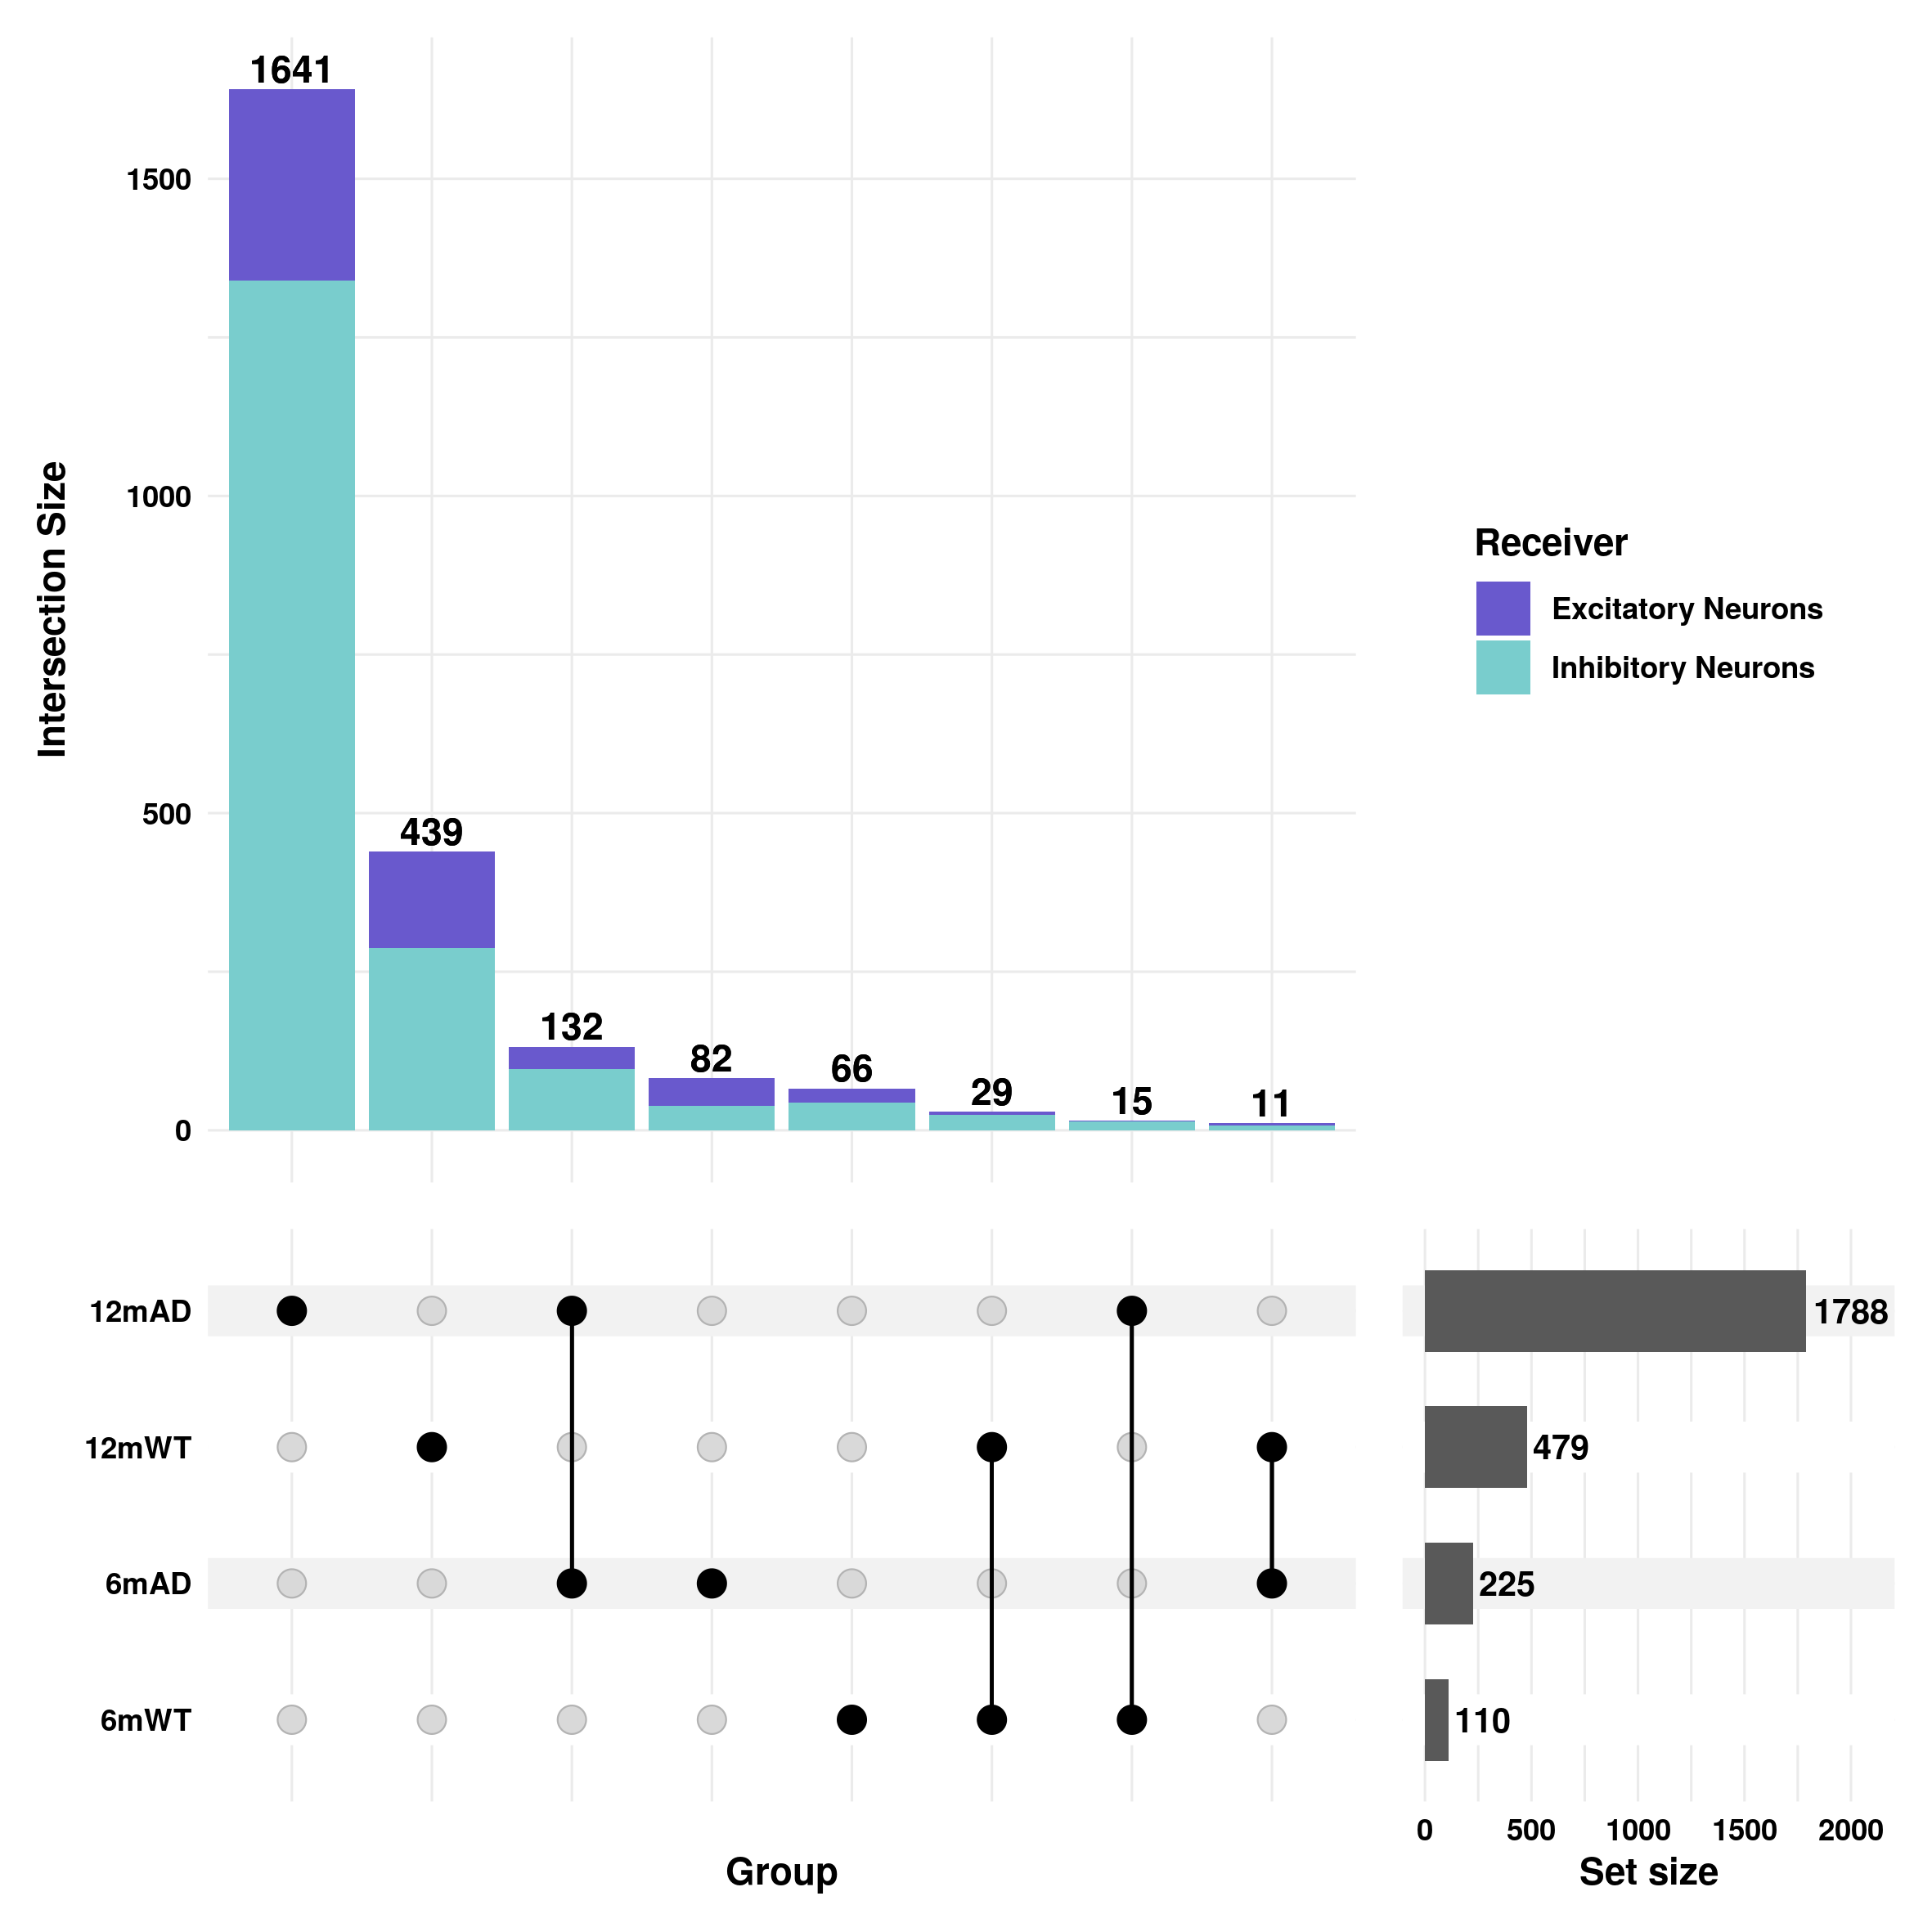 1641
1500
1000
500
0
Intersection Size
439
132
82
66
29
15
11
Receiver
Excitatory Neurons
Inhibitory Neurons
12mAD
12mWT
6mAD
6mWT
Group
1788
479
225
110
0 500 1000 1500 2000
Set size